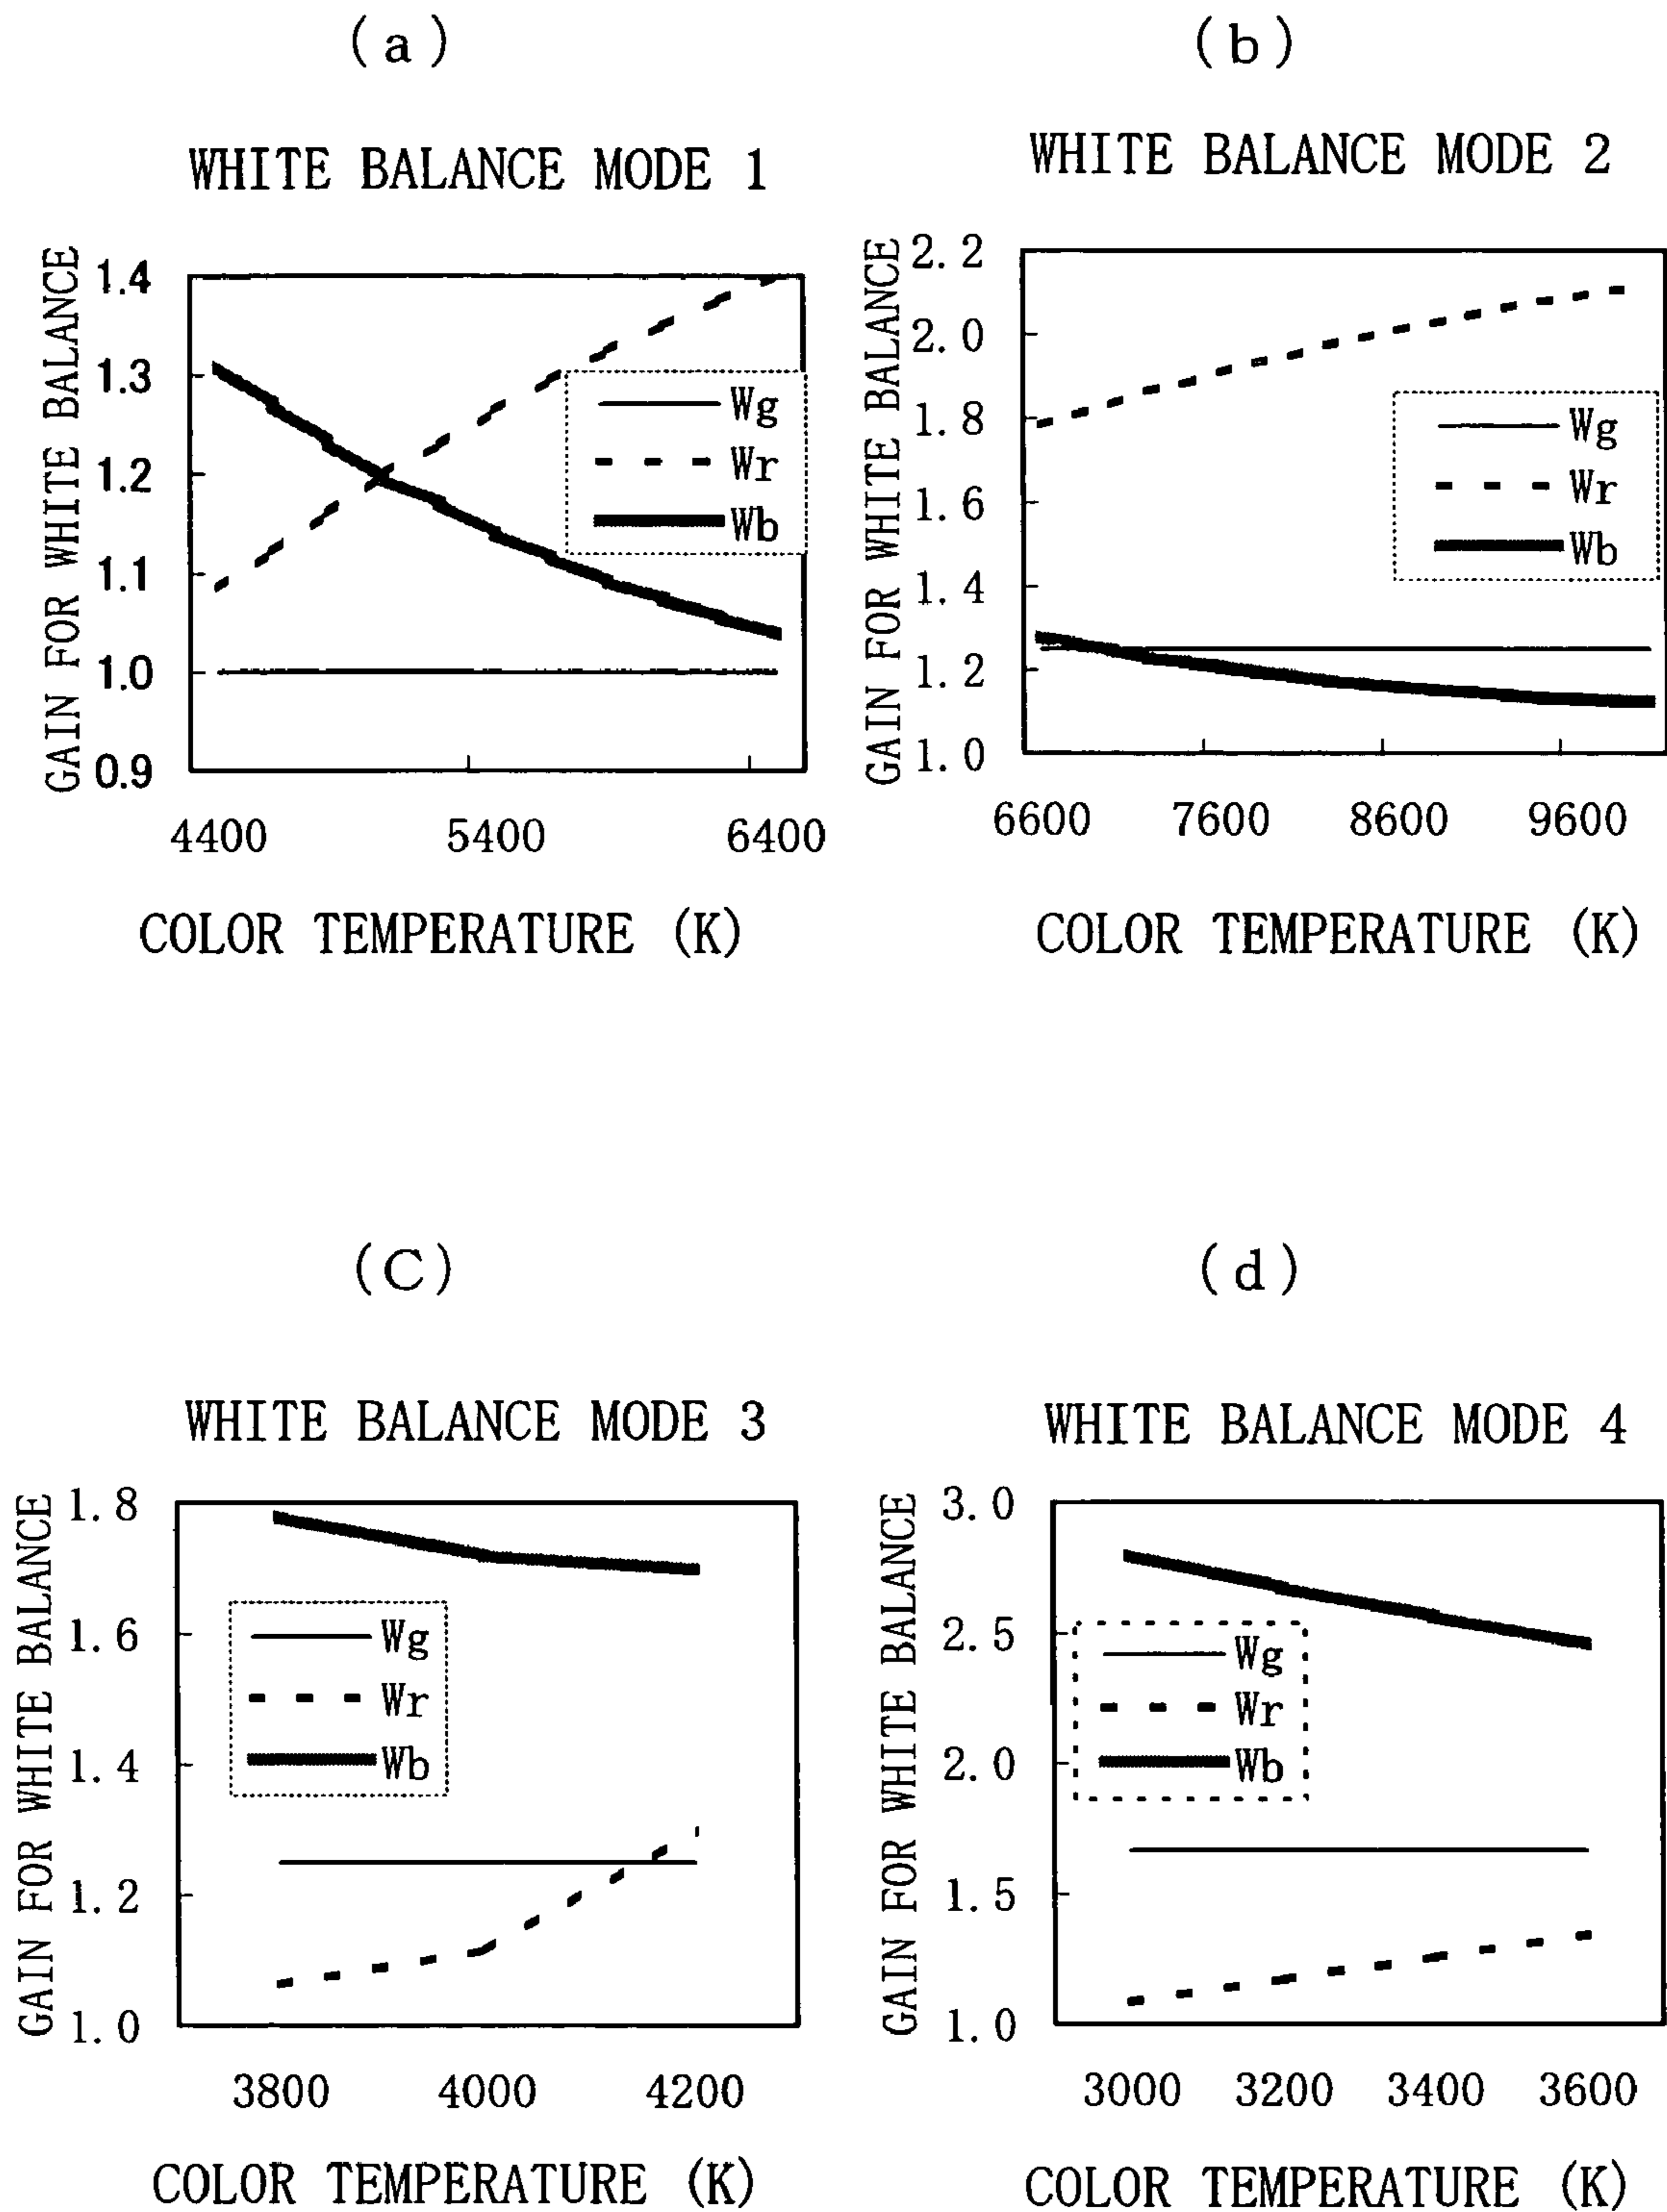 (a)
WHITE BALANCE MODE 1
GAIN FOR WHITE BALANCE
1.4
1.3
1.2
1.1
1.0
0.9
Wg
Wr
Wb
4400 5400 6400
COLOR TEMPERATURE (K)
(b)
WHITE BALANCE MODE 2
GAIN FOR WHITE BALANCE
2.2
2.0
1.8
1.6
1.4
1.2
1.0
Wg
Wr
Wb
6600 7600 8600 9600
COLOR TEMPERATURE (K)
(C)
WHITE BALANCE MODE 3
GAIN FOR WHITE BALANCE
1.8
1.6
1.4
1.2
1.0
Wg
Wr
Wb
3800 4000 4200
COLOR TEMPERATURE (K)
(d)
WHITE BALANCE MODE 4
GAIN FOR WHITE BALANCE
3.0
2.5
2.0
1.5
1.0
Wg
Wr
Wb
3000 3200 3400 3600
COLOR TEMPERATURE (K)